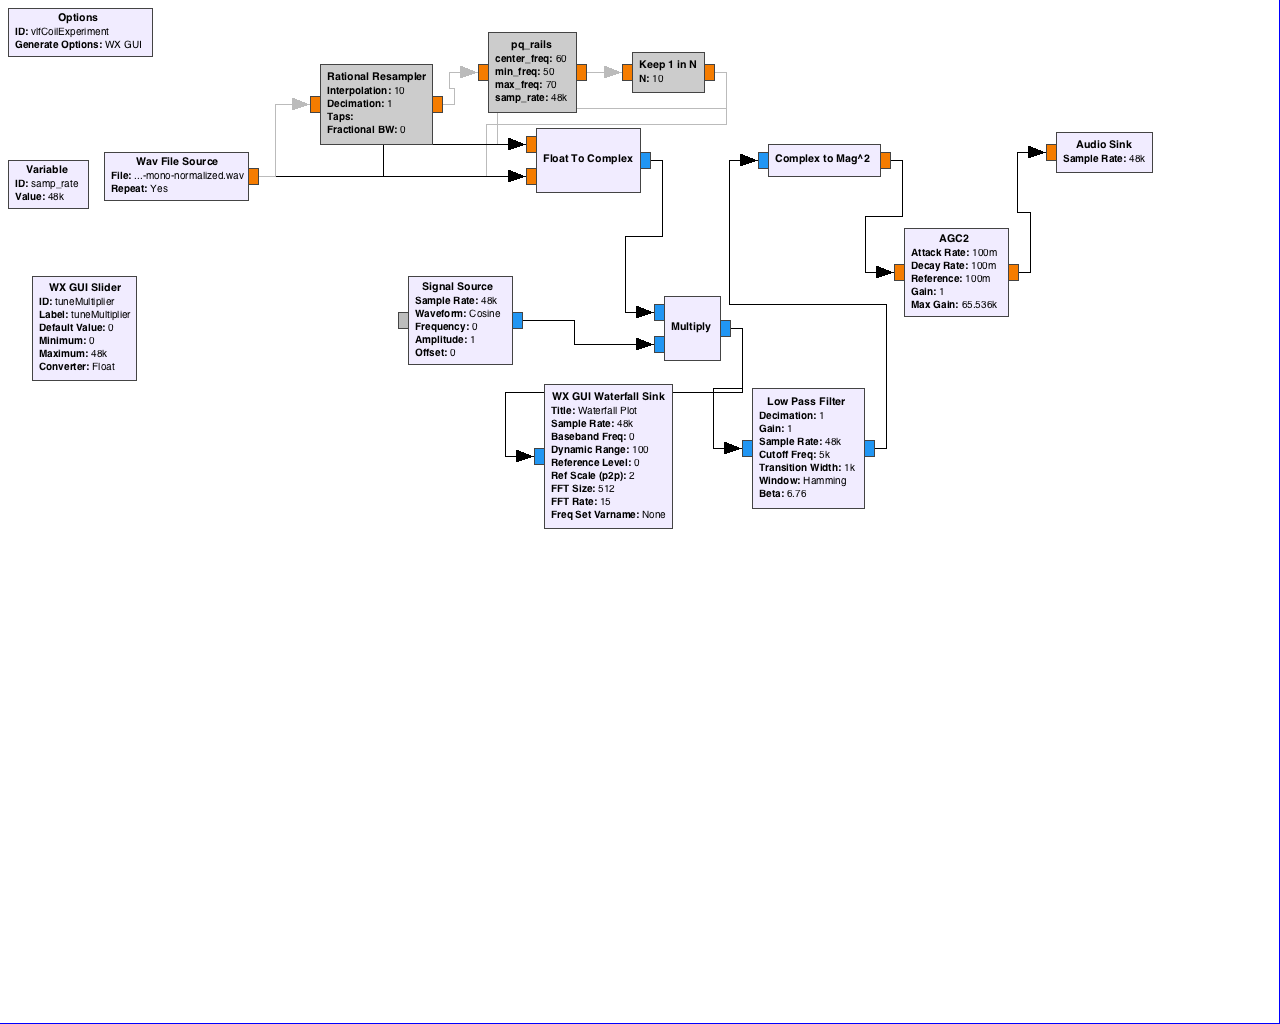 Options
ID: vlfCoilExperiment
Generate Options: WX GUI
Variable
ID: samp_rate
Value: 48k
Wav File Source
File: ...-mono-normalized.wav
Repeat: Yes
Rational Resampler
Interpolation: 10
Decimation: 1
Taps:
Fractional BW: 0
pq_rails
center_freq: 60
min_freq: 50
max_freq: 70
samp_rate: 48k
Keep 1 in N
N: 10
Float To Complex
Complex to Mag^2
Audio Sink
Sample Rate: 48k
AGC2
Attack Rate: 100m
Decay Rate: 100m
Reference: 100m
Gain: 1
Max Gain: 65.536k
WX GUI Slider
ID: tuneMultiplier
Label: tuneMultiplier
Default Value: 0
Minimum: 0
Maximum: 48k
Converter: Float
Signal Source
Sample Rate: 48k
Waveform: Cosine
Frequency: 0
Amplitude: 1
Offset: 0
Multiply
WX GUI Waterfall Sink
Title: Waterfall Plot
Sample Rate: 48k
Baseband Freq: 0
Dynamic Range: 100
Reference Level: 0
Ref Scale (p2p): 2
FFT Size: 512
FFT Rate: 15
Freq Set Varname: None
Low Pass Filter
Decimation: 1
Gain: 1
Sample Rate: 48k
Cutoff Freq: 5k
Transition Width: 1k
Window: Hamming
Beta: 6.76